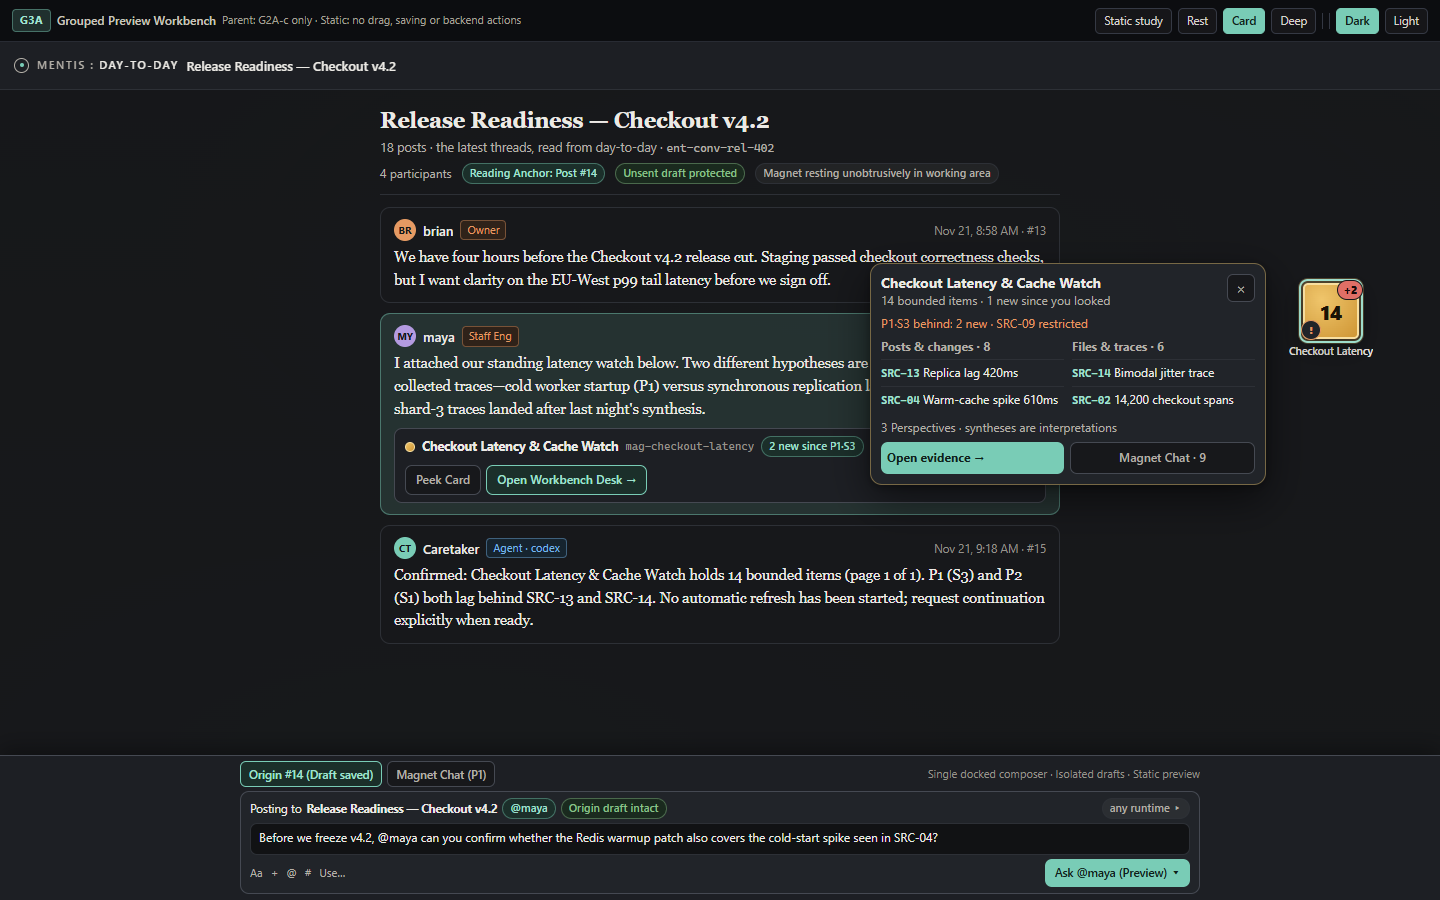 G3A Grouped Preview Workbench Parent: G2A-c only · Static: no drag, saving or backend actions
Static study Rest Card Deep Dark Light
MENTIS : DAY-TO-DAY Release Readiness — Checkout v4.2
Release Readiness — Checkout v4.2
18 posts · the latest threads, read from day-to-day · ent-conv-rel-402
4 participants Reading Anchor: Post #14 Unsent draft protected Magnet resting unobtrusively in working area
BR brian Owner Nov 21, 8:58 AM · #13
We have four hours before the Checkout v4.2 release cut. Staging passed checkout correctness checks,
but I want clarity on the EU-West p99 tail latency before we sign off.
MY maya Staff Eng
I attached our standing latency watch below. Two different hypotheses are
collected traces—cold worker startup (P1) versus synchronous replication
shard-3 traces landed after last night's synthesis.
Checkout Latency & Cache Watch mag-checkout-latency 2 new since P1·S3
Peek Card Open Workbench Desk →
Checkout Latency & Cache Watch ×
14 bounded items · 1 new since you looked
P1·S3 behind: 2 new · SRC-09 restricted
Posts & changes · 8 Files & traces · 6
SRC-13 Replica lag 420ms SRC-14 Bimodal jitter trace
SRC-04 Warm-cache spike 610ms SRC-02 14,200 checkout spans
3 Perspectives · syntheses are interpretations
Open evidence → Magnet Chat · 9
+2
14
!
Checkout Latency
CT Caretaker Agent · codex Nov 21, 9:18 AM · #15
Confirmed: Checkout Latency & Cache Watch holds 14 bounded items (page 1 of 1). P1 (S3) and P2
(S1) both lag behind SRC-13 and SRC-14. No automatic refresh has been started; request continuation
explicitly when ready.
Origin #14 (Draft saved) Magnet Chat (P1) Single docked composer · Isolated drafts · Static preview
Posting to Release Readiness — Checkout v4.2 @maya Origin draft intact any runtime ▸
Before we freeze v4.2, @maya can you confirm whether the Redis warmup patch also covers the cold-start spike seen in SRC-04?
Aa + @ # Use... Ask @maya (Preview) ▾